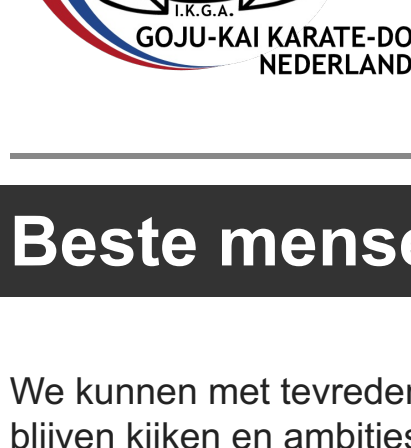 I.K.G.A.
GOJU-KAI KARATE-DO
NEDERLAND
Beste mens
We kunnen met tevreden
blijven kijken en ambities